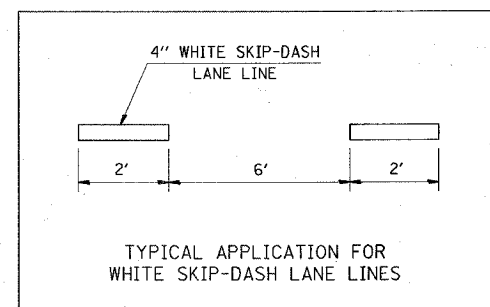 4" WHITE SKIP-DASH
LANE LINE
2' 6' 2'
TYPICAL APPLICATION FOR
WHITE SKIP-DASH LANE LINES